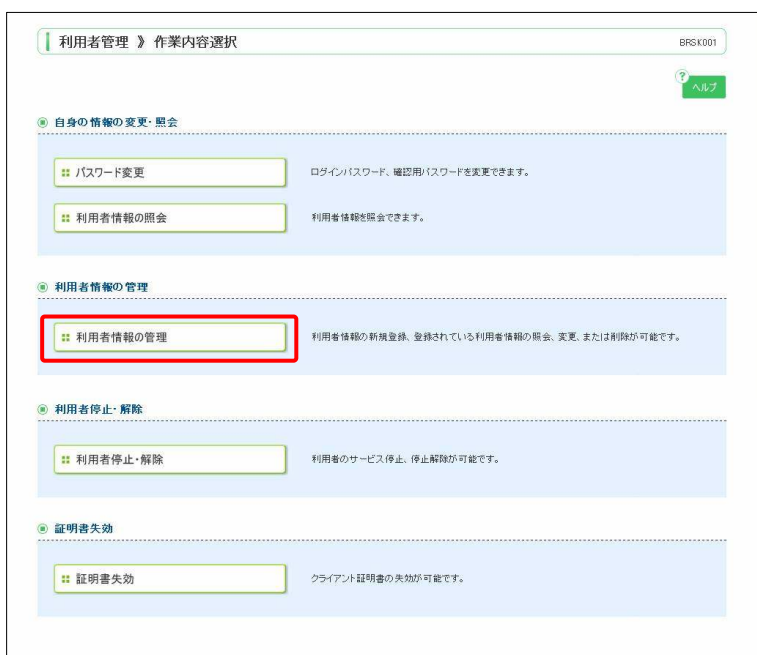 利用者管理 》 作業内容選択
BRSK001
?
ヘルプ
自身の情報の変更・照会
パスワード変更
ログインパスワード、確認用パスワードを変更できます。
利用者情報の照会
利用者情報を照会できます。
利用者情報の管理
利用者情報の管理
利用者情報の新規登録、登録されている利用者情報の照会、変更、または削除が可能です。
利用者停止・解除
利用者停止・解除
利用者のサービス停止、停止解除が可能です。
証明書失効
証明書失効
クライアント証明書の失効が可能です。